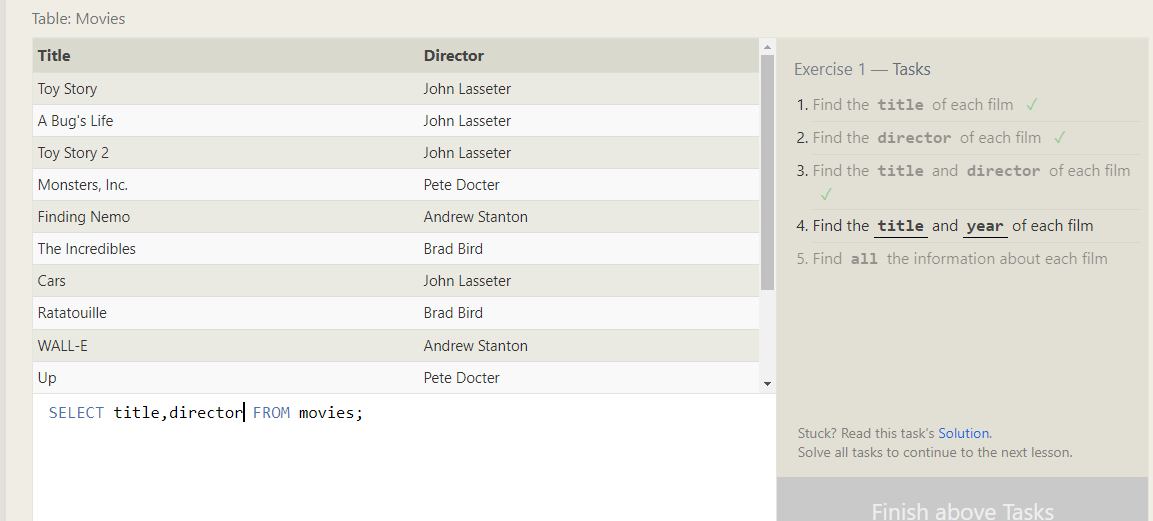 Table: Movies
Title Director
Toy Story John Lasseter
A Bug's Life John Lasseter
Toy Story 2 John Lasseter
Monsters, Inc. Pete Docter
Finding Nemo Andrew Stanton
The Incredibles Brad Bird
Cars John Lasseter
Ratatouille Brad Bird
WALL-E Andrew Stanton
Up Pete Docter
SELECT title,director FROM movies;
Exercise 1 — Tasks
1. Find the title of each film ✓
2. Find the director of each film ✓
3. Find the title and director of each film
✓
4. Find the title and year of each film
5. Find all the information about each film
Stuck? Read this task's Solution.
Solve all tasks to continue to the next lesson.
Finish above Tasks